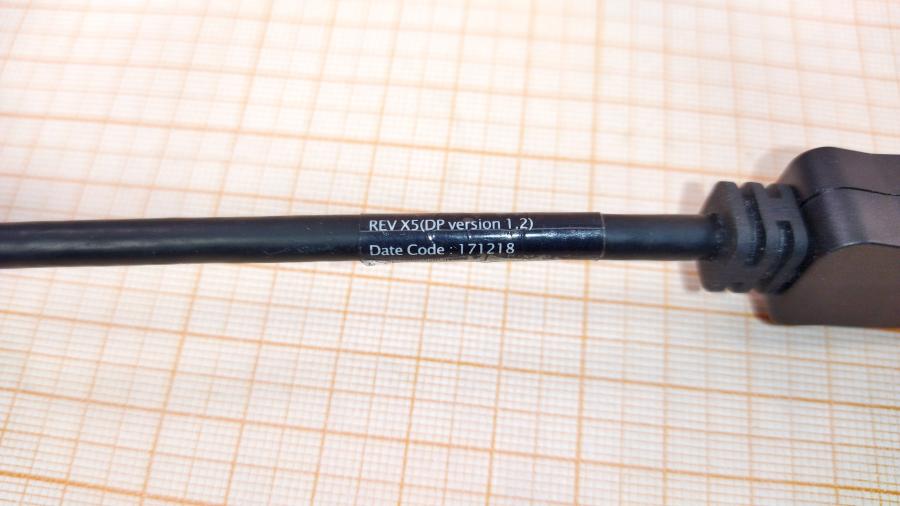 REV X5(DP version 1.2)
Date Code : 171218